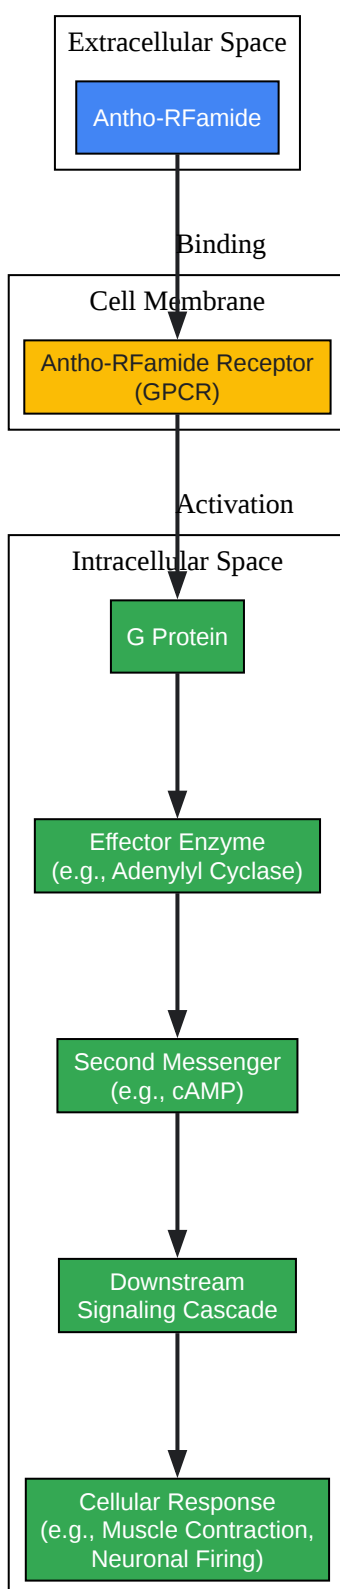 Extracellular Space
Antho-RFamide
Binding
Cell Membrane
Antho-RFamide Receptor
(GPCR)
Activation
Intracellular Space
G Protein
Effector Enzyme
(e.g., Adenylyl Cyclase)
Second Messenger
(e.g., cAMP)
Downstream
Signaling Cascade
Cellular Response
(e.g., Muscle Contraction,
Neuronal Firing)